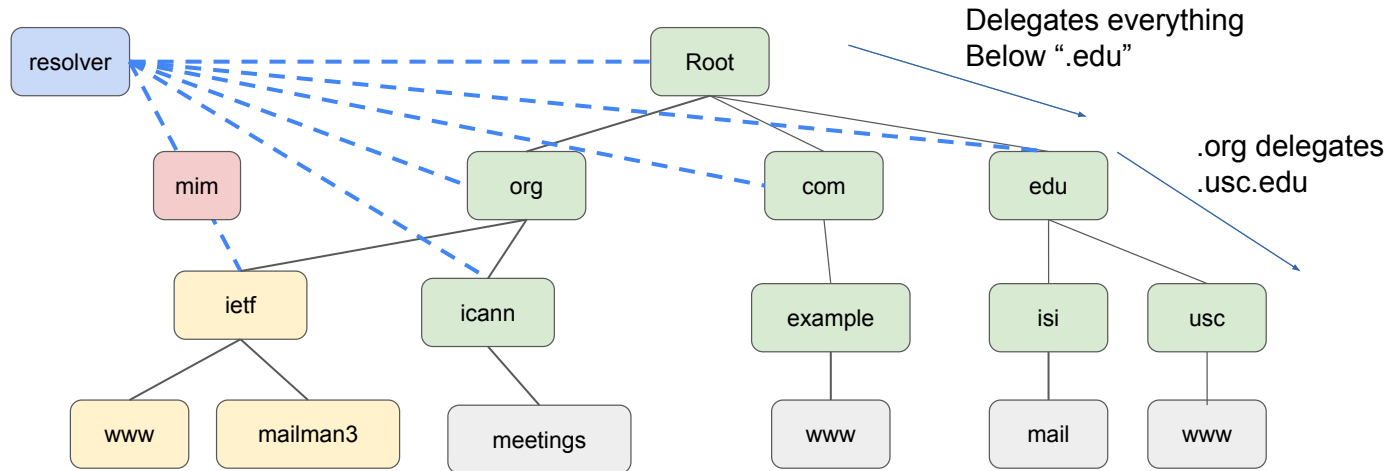 Delegates everything
Below “.edu”
resolver
Root
.org delegates
.usc.edu
mim
org
com
edu
ietf
icann
example
isi
usc
www
mailman3
meetings
www
mail
www